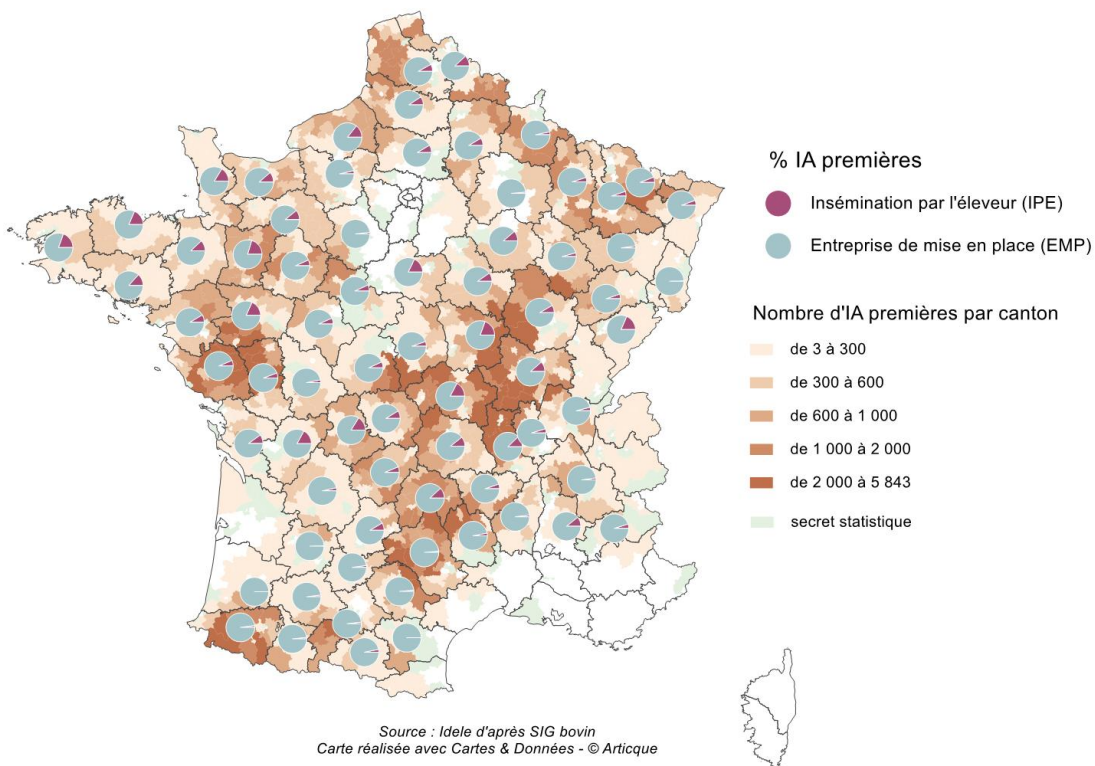 % IA premières
Insémination par l'éleveur (IPE)
Entreprise de mise en place (EMP)
Nombre d'IA premières par canton
de 3 à 300
de 300 à 600
de 600 à 1 000
de 1 000 à 2 000
de 2 000 à 5 843
secret statistique
Source : Idele d'après SIG bovin
Carte réalisée avec Cartes & Données - © Articque